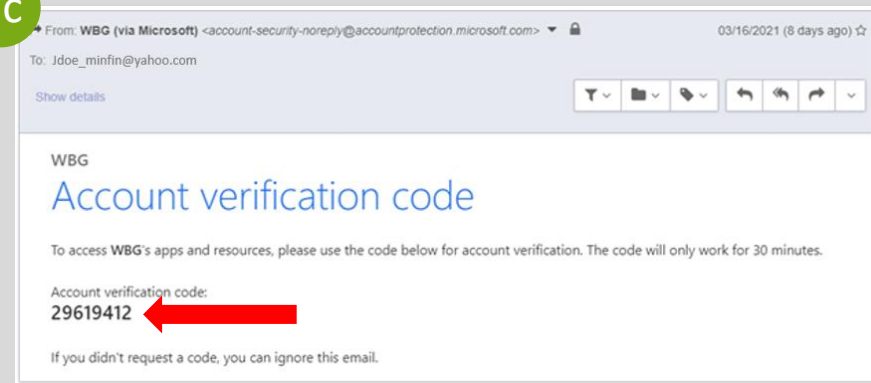 C
From: WBG (via Microsoft) <account-security-noreply@accountprotection.microsoft.com>
03/16/2021 (8 days ago)
To: Jdoe_minfin@yahoo.com
Show details
WBG
Account verification code
To access WBG's apps and resources, please use the code below for account verification. The code will only work for 30 minutes.
Account verification code:
29619412
If you didn't request a code, you can ignore this email.